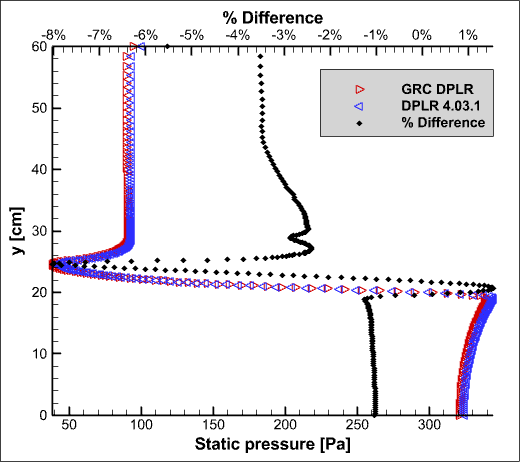 % Difference
-8% -7% -6% -5% -4% -3% -2% -1% 0% 1%
60
50
40
30
20
10
0
y [cm]
GRC DPLR
DPLR 4.03.1
% Difference
50 100 150 200 250 300
Static pressure [Pa]